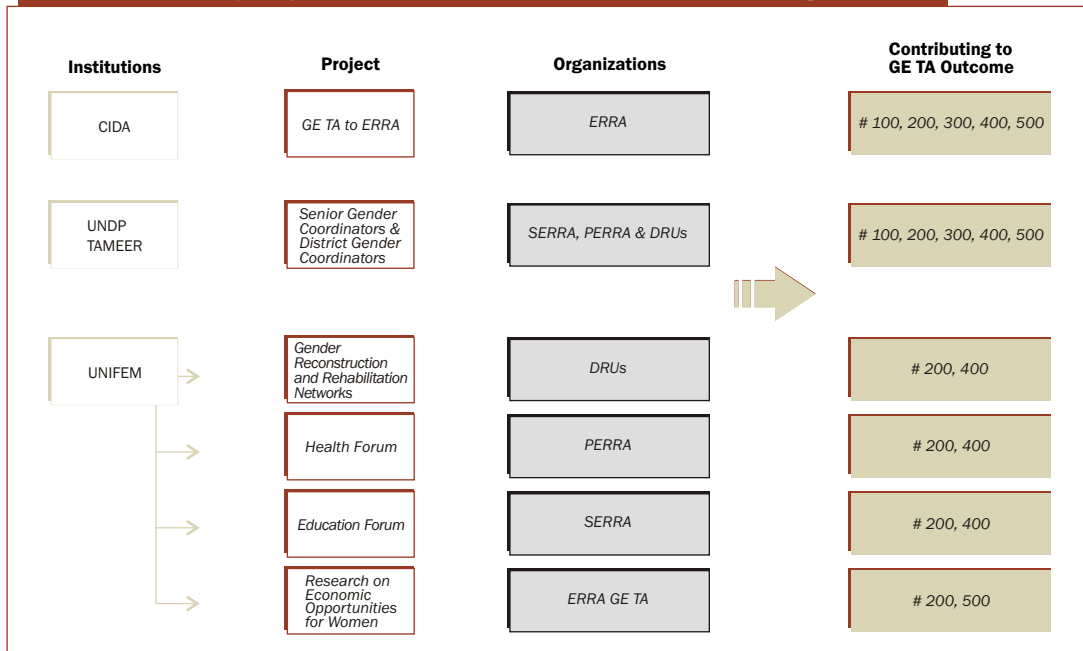 Institutions
Project
Organizations
Contributing to
GE TA Outcome
CIDA
GE TA to ERRA
ERRA
# 100, 200, 300, 400, 500
UNDP
TAMEER
Senior Gender
Coordinators &
District Gender
Coordinators
SERRA, PERRA & DRUs
# 100, 200, 300, 400, 500
UNIFEM
Gender
Reconstruction
and Rehabilitation
Networks
DRUs
# 200, 400
Health Forum
PERRA
# 200, 400
Education Forum
SERRA
# 200, 400
Research on
Economic
Opportunities
for Women
ERRA GE TA
# 200, 500